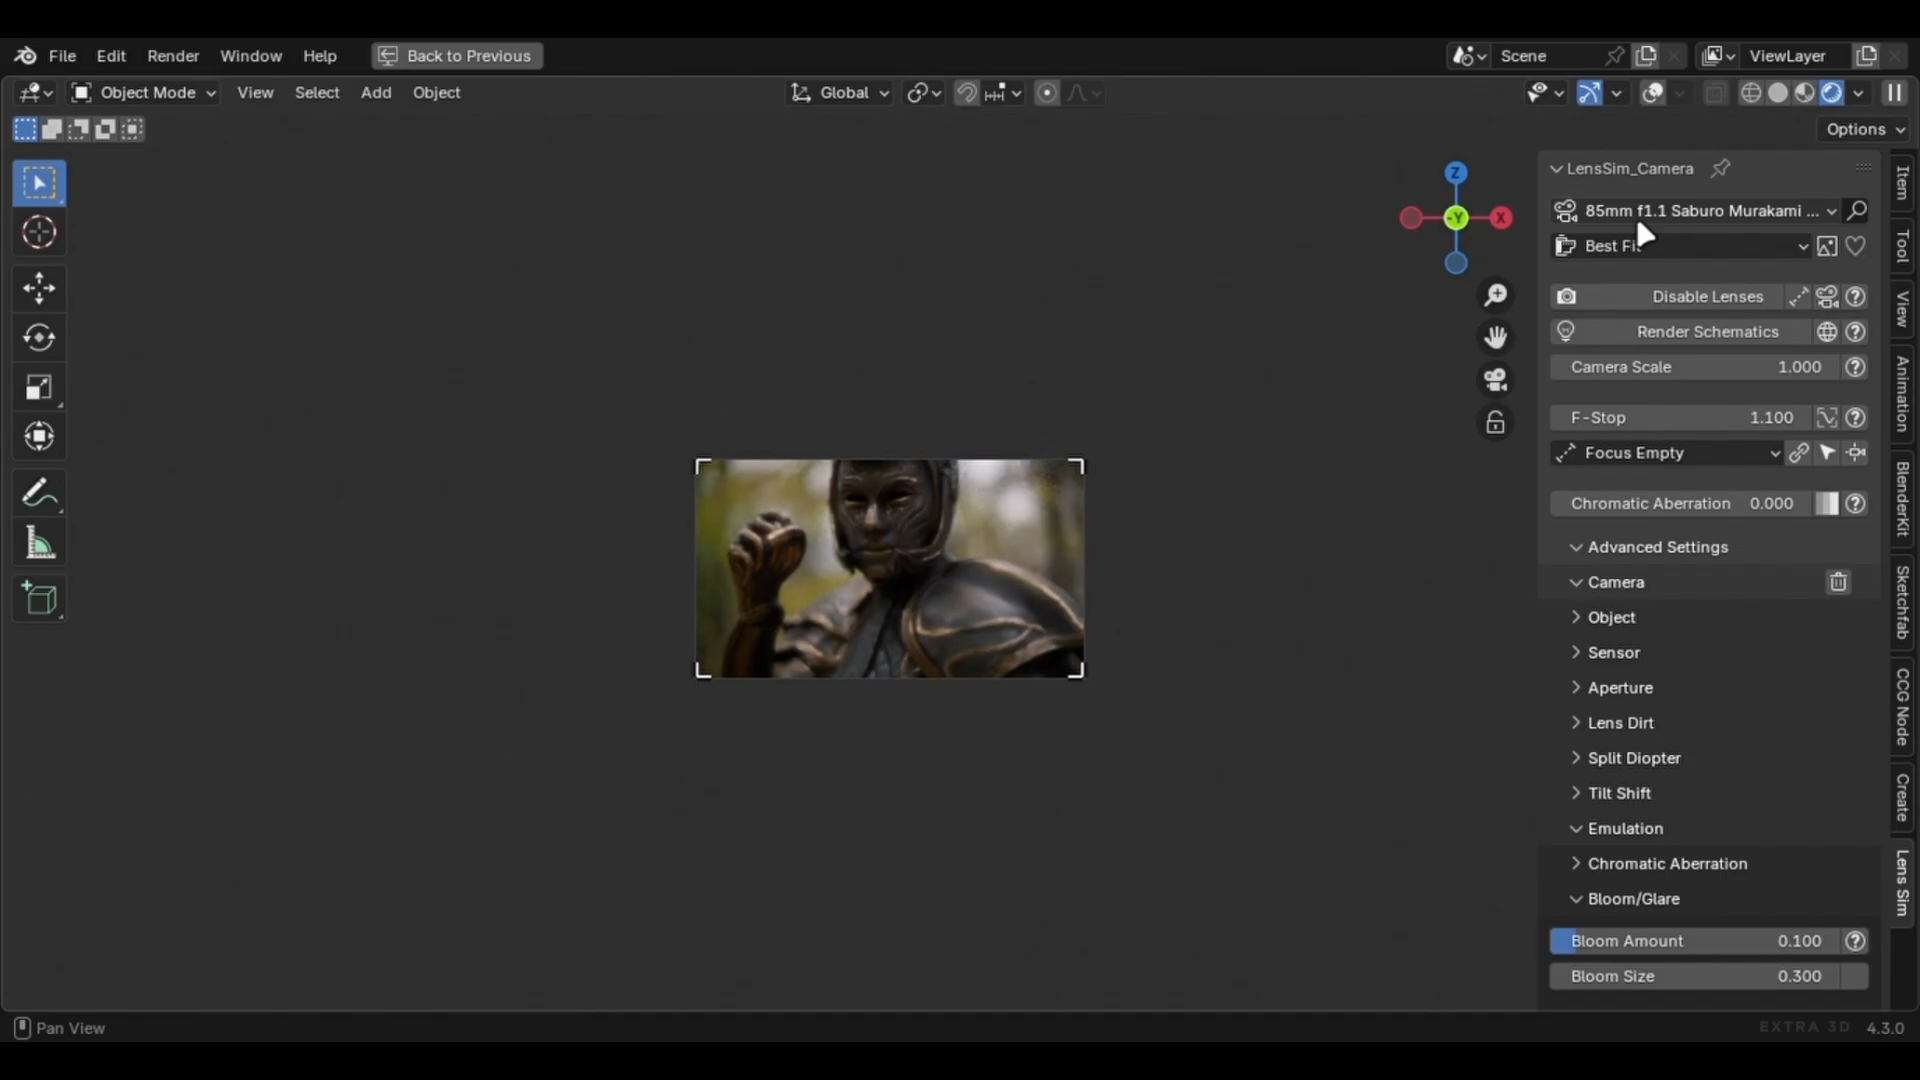 File Edit Render Window Help Back to Previous Scene ViewLayer
Object Mode View Select Add Object Global
Options
LensSim_Camera
85mm f1.1 Saburo Murakami ...
Best Fi
Disable Lenses
Render Schematics
Camera Scale 1.000
F-Stop 1.100
Focus Empty
Chromatic Aberration 0.000
Advanced Settings
Camera
Object
Sensor
Aperture
Lens Dirt
Split Diopter
Tilt Shift
Emulation
Chromatic Aberration
Bloom/Glare
Bloom Amount 0.100
Bloom Size 0.300
Z
-Y
X
Item
Tool
View
Animation
BlenderKit
Sketchfab
CCG Node
Create
Lens Sim
Pan View
EXTRA 3D 4.3.0